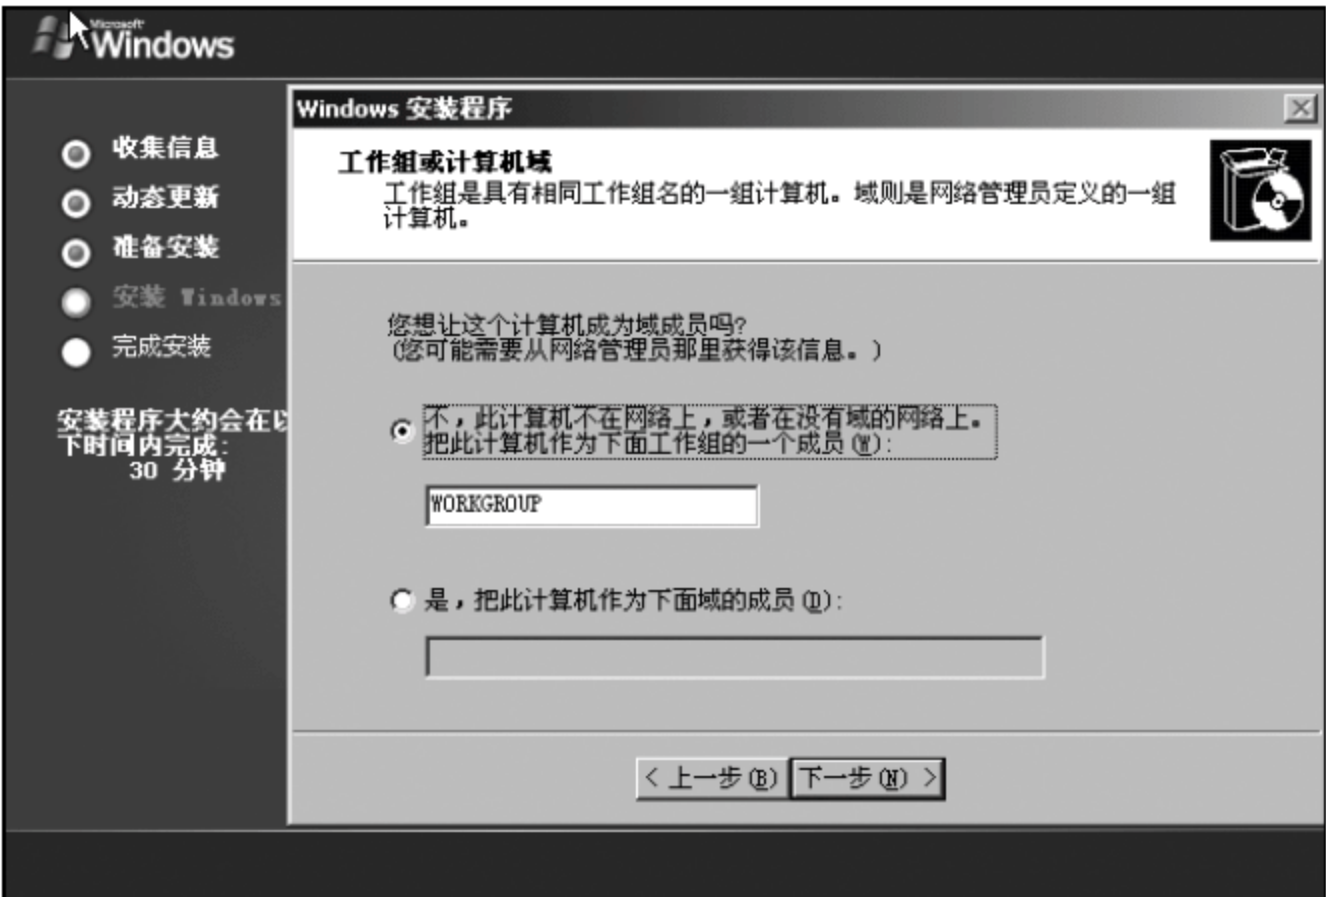 Microsoft
Windows
收集信息
动态更新
准备安装
安装 Windows
完成安装
安装程序大约会在以
下时间内完成:
30 分钟
Windows 安装程序
工作组或计算机域
工作组是具有相同工作组名的一组计算机。域则是网络管理员定义的一组
计算机。
您想让这个计算机成为域成员吗?
(您可能需要从网络管理员那里获得该信息。)
不，此计算机不在网络上，或者在没有域的网络上。
把此计算机作为下面工作组的一个成员(W):
WORKGROUP
是，把此计算机作为下面域的成员(D):
< 上一步(B) 下一步(N) >